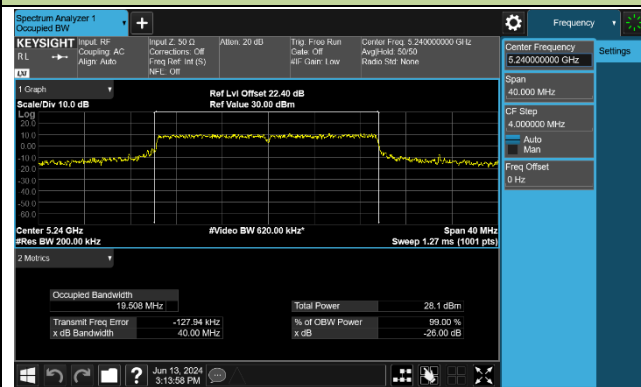 Spectrum Analyzer 1
Occupied BW
Frequency
KEYSIGHT
RL
LXI
Input: RF
Coupling: AC
Align: Auto
Input Z: 50 Ω
Corrections: Off
Freq Ref: Int (S)
NFE: Off
Atten: 20 dB
Trig: Free Run
Gate: Off
#IF Gain: Low
Center Freq: 5.240000000 GHz
Avg|Hold: 50/50
Radio Std: None
Center Frequency
5.240000000 GHz
Settings
Span
40.000 MHz
CF Step
4.000000 MHz
Auto
Man
Freq Offset
0 Hz
1 Graph
Scale/Div 10.0 dB
Ref Lvl Offset 22.40 dB
Ref Value 30.00 dBm
Log
20.0
10.0
0.00
-10.0
-20.0
-30.0
-40.0
-50.0
-60.0
Center 5.24 GHz
#Res BW 200.00 kHz
#Video BW 620.00 kHz*
Span 40 MHz
Sweep 1.27 ms (1001 pts)
2 Metrics
Occupied Bandwidth
19.508 MHz
Total Power 28.1 dBm
Transmit Freq Error -127.94 kHz
% of OBW Power 99.00 %
x dB Bandwidth 40.00 MHz
x dB -26.00 dB
?
Jun 13, 2024
3:13:58 PM